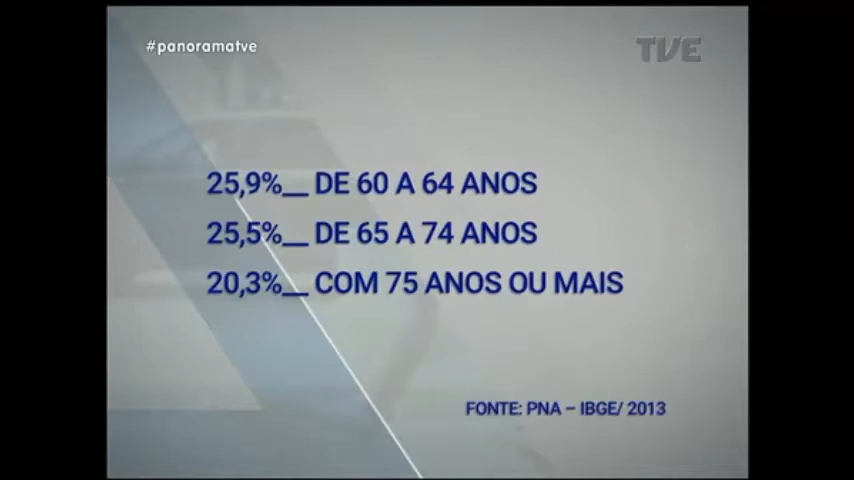 #panoramatve
TVE
25,9%__ DE 60 A 64 ANOS
25,5%__ DE 65 A 74 ANOS
20,3%__ COM 75 ANOS OU MAIS
FONTE: PNA – IBGE/ 2013